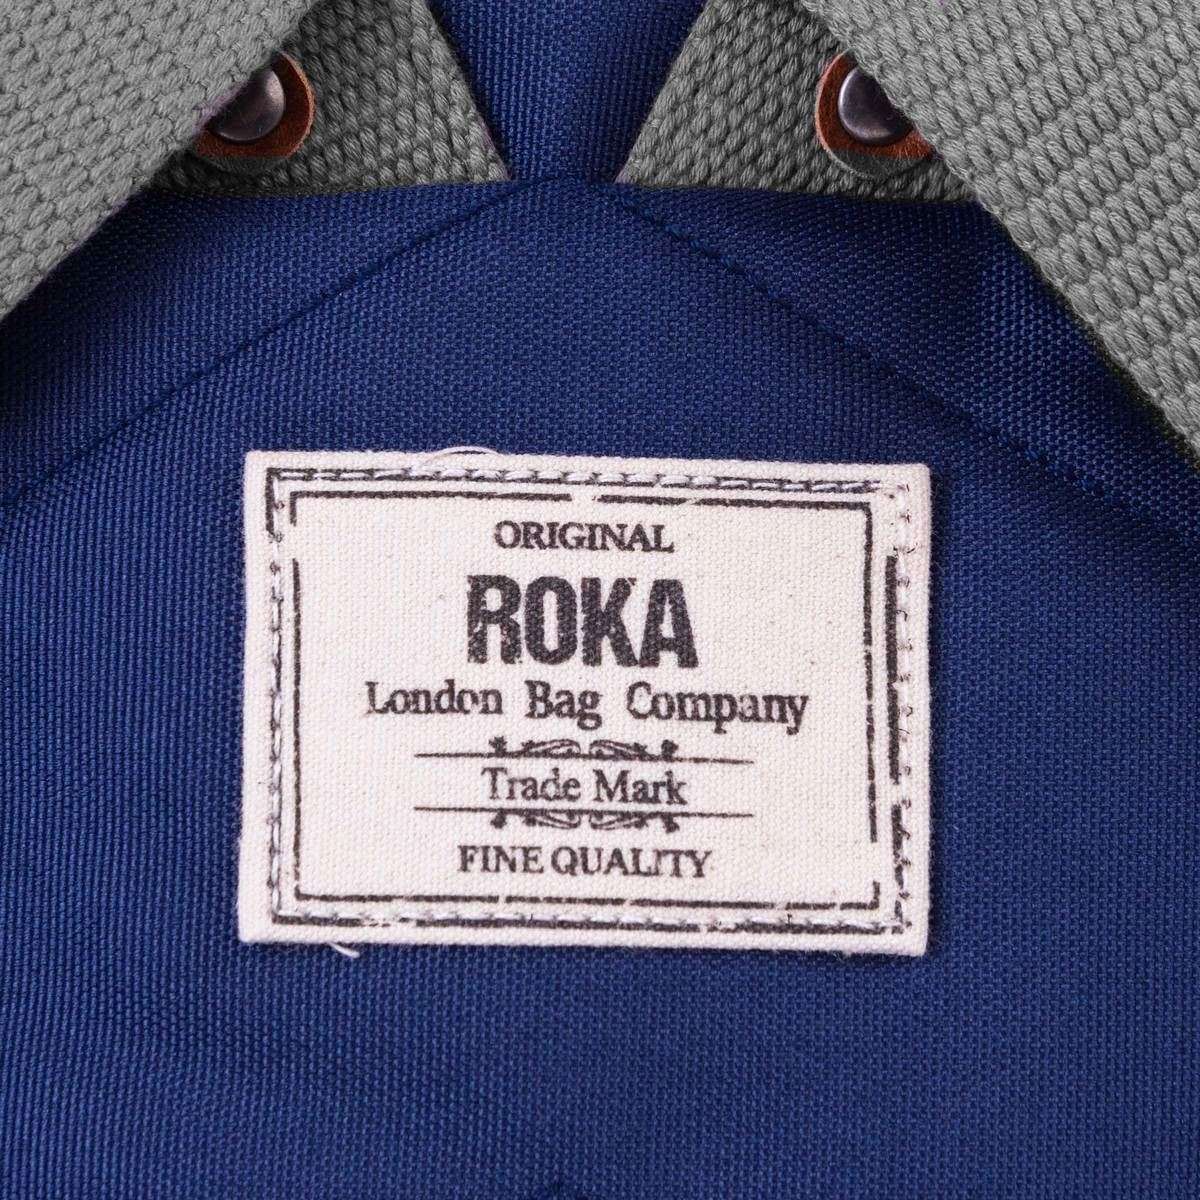 ORIGINAL
ROKA
London Bag Company
Trade Mark
FINE QUALITY